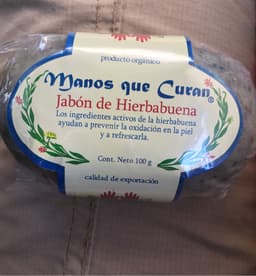 producto orgánico
Manos que Curan®
Jabón de Hierbabuena
Los ingredientes activos de la hierbabuena
ayudan a prevenir la oxidación en la piel
y a refrescarla.
Cont. Neto 100 g
calidad de exportación